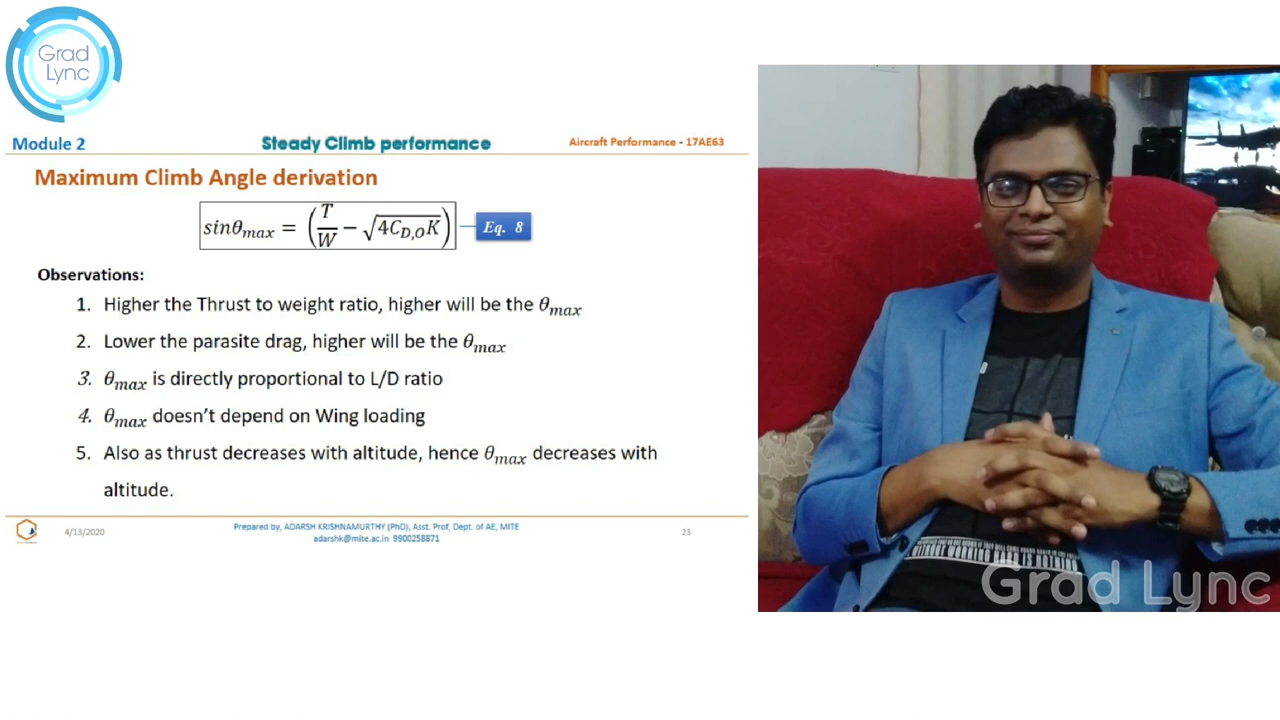 Grad
Lync
Module 2
Steady Climb performance
Aircraft Performance - 17AE63
Maximum Climb Angle derivation
sinθ_max = (T/W − √(4C_{D,O}K))
Eq. 8
Observations:
1. Higher the Thrust to weight ratio, higher will be the θ_max
2. Lower the parasite drag, higher will be the θ_max
3. θ_max is directly proportional to L/D ratio
4. θ_max doesn't depend on Wing loading
5. Also as thrust decreases with altitude, hence θ_max decreases with
altitude.
4/13/2020
Prepared by, ADARSH KRISHNAMURTHY (PhD), Asst. Prof, Dept. of AE, MITE
adarshk@mite.ac.in 9900258871
23
Grad Lync